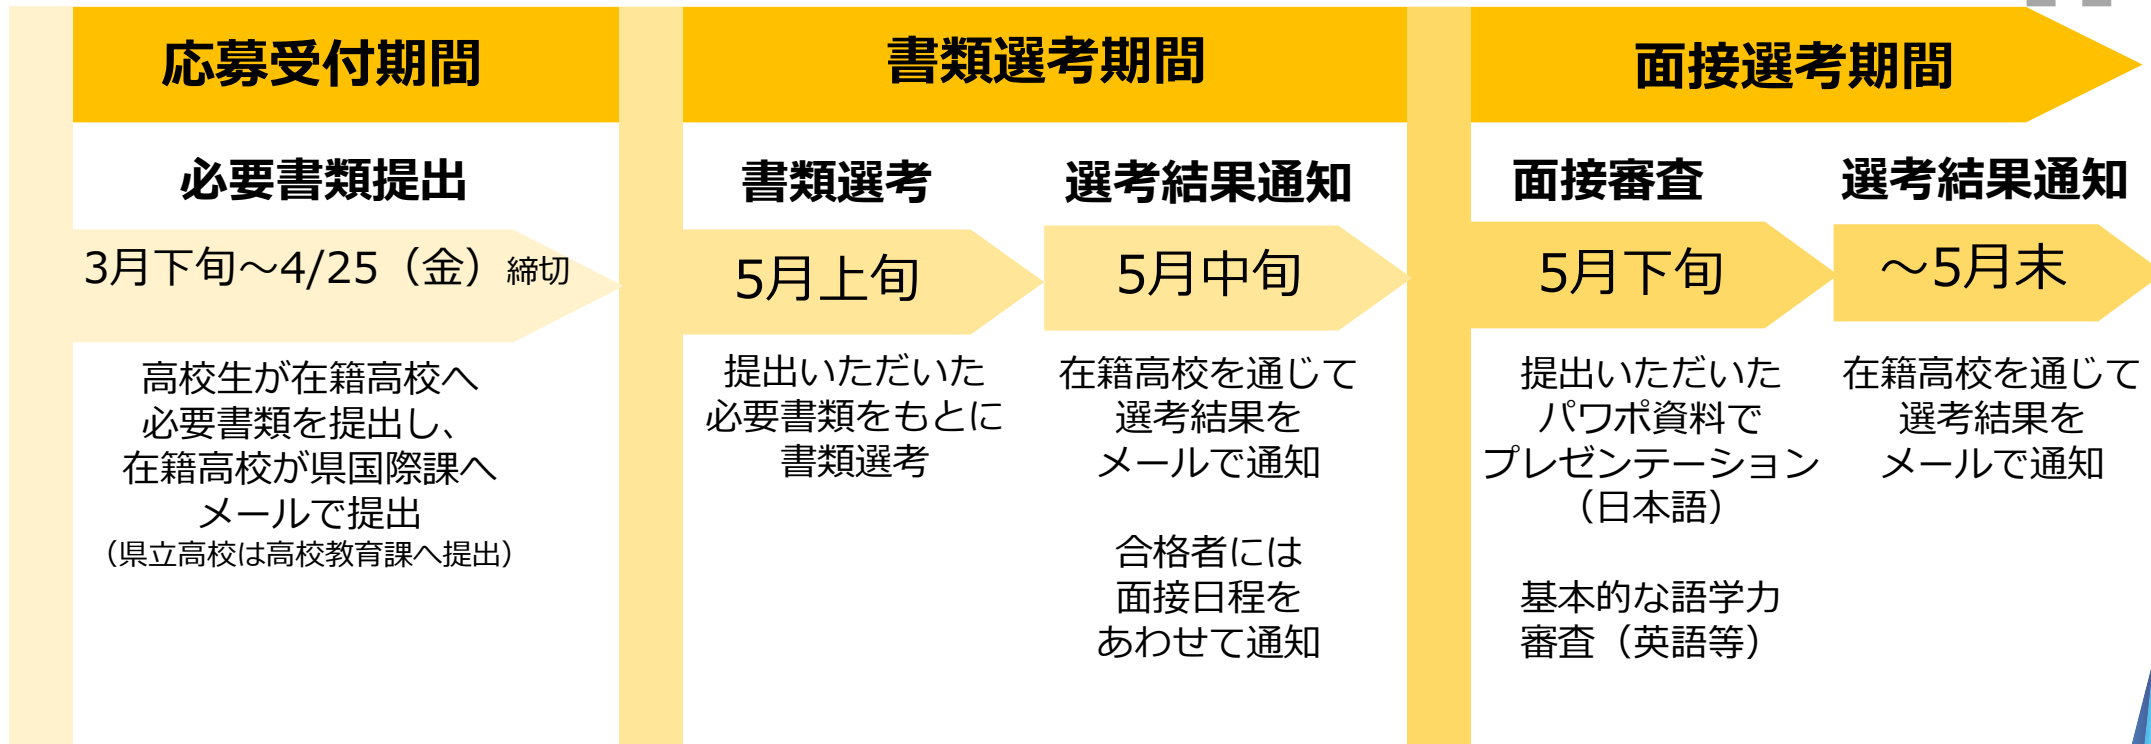 応募受付期間
必要書類提出
3月下旬～4/25（金）締切
高校生が在籍高校へ
必要書類を提出し、
在籍高校が県国際課へ
メールで提出
（県立高校は高校教育課へ提出）
書類選考期間
書類選考
5月上旬
提出いただいた
必要書類をもとに
書類選考
選考結果通知
5月中旬
在籍高校を通じて
選考結果を
メールで通知
合格者には
面接日程を
あわせて通知
面接選考期間
面接審査
5月下旬
提出いただいた
パワポ資料で
プレゼンテーション
（日本語）
基本的な語学力
審査（英語等）
選考結果通知
～5月末
在籍高校を通じて
選考結果を
メールで通知